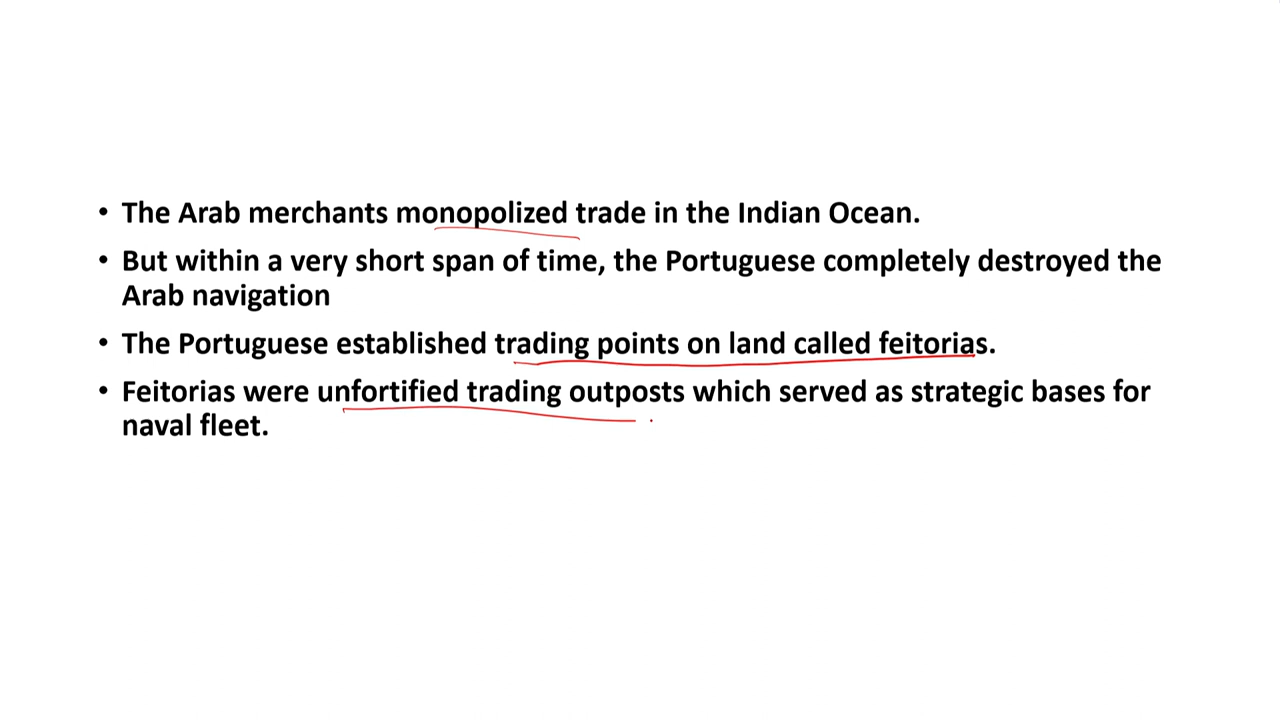 • The Arab merchants monopolized trade in the Indian Ocean.
• But within a very short span of time, the Portuguese completely destroyed the
Arab navigation
• The Portuguese established trading points on land called feitorias.
• Feitorias were unfortified trading outposts which served as strategic bases for
naval fleet.